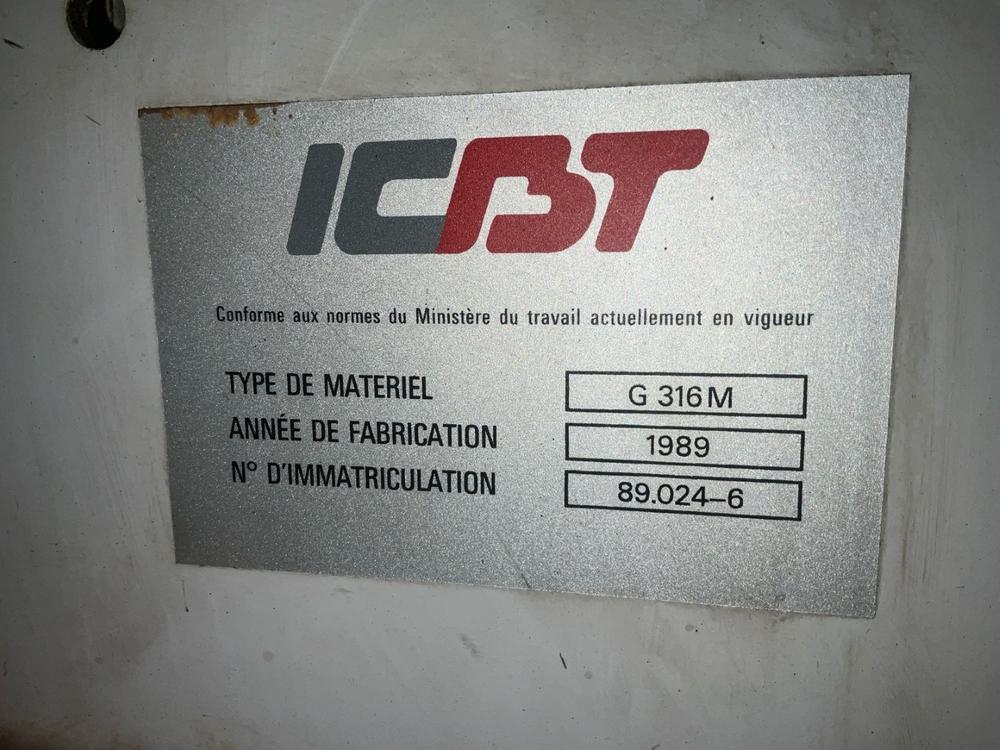 ICBT
Conforme aux normes du Ministère du travail actuellement en vigueur
TYPE DE MATERIEL G 316 M
ANNÉE DE FABRICATION 1989
N° D'IMMATRICULATION 89.024-6